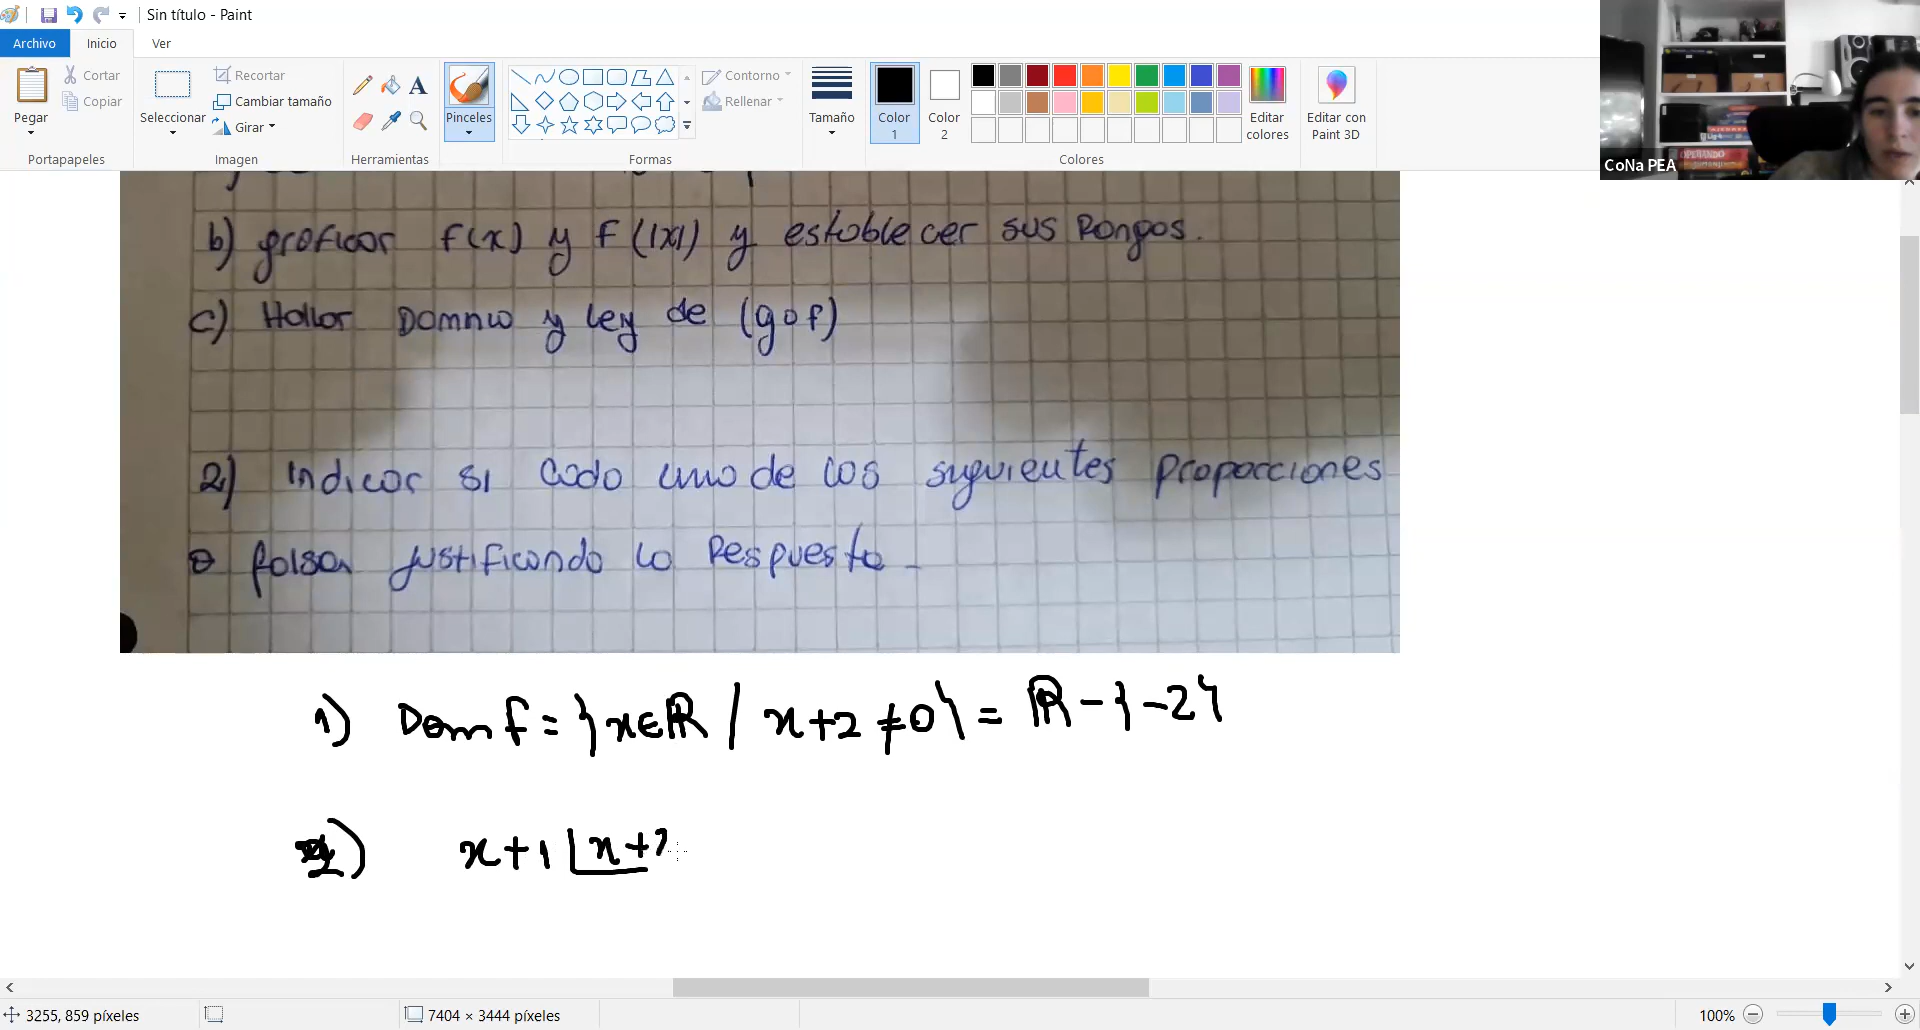 Sin título - Paint
Archivo Inicio Ver
Pegar
Cortar
Copiar
Portapapeles
Seleccionar
Recortar
Cambiar tamaño
Girar
Imagen
Herramientas
Pinceles
Contorno
Rellenar
Formas
Tamaño
Color 1
Color 2
Editar colores
Editar con Paint 3D
Colores
CoNa PEA
b) graficar f(x) y f(|x|) y establecer sus Rangos.
c) Hallar Dominio y Ley de (gof)
2) Indicar si cada uno de las siguientes proporciones
o falsa justificando la Respuesta.
1) Dom f = {x∈ℝ / x+2 ≠0} = ℝ-{-2}
2) x+1 |x+2
3255, 859 píxeles
7404 × 3444 píxeles
100%